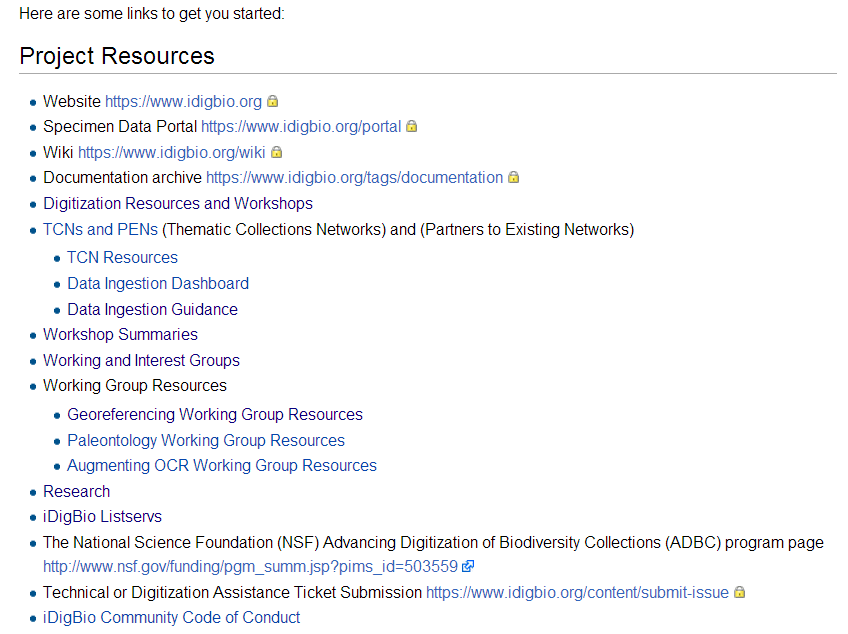 Here are some links to get you started:
Project Resources
Website https://www.idigbio.org
Specimen Data Portal https://www.idigbio.org/portal
Wiki https://www.idigbio.org/wiki
Documentation archive https://www.idigbio.org/tags/documentation
Digitization Resources and Workshops
TCNs and PENs (Thematic Collections Networks) and (Partners to Existing Networks)
TCN Resources
Data Ingestion Dashboard
Data Ingestion Guidance
Workshop Summaries
Working and Interest Groups
Working Group Resources
Georeferencing Working Group Resources
Paleontology Working Group Resources
Augmenting OCR Working Group Resources
Research
iDigBio Listservs
The National Science Foundation (NSF) Advancing Digitization of Biodiversity Collections (ADBC) program page
http://www.nsf.gov/funding/pgm_summ.jsp?pims_id=503559
Technical or Digitization Assistance Ticket Submission https://www.idigbio.org/content/submit-issue
iDigBio Community Code of Conduct